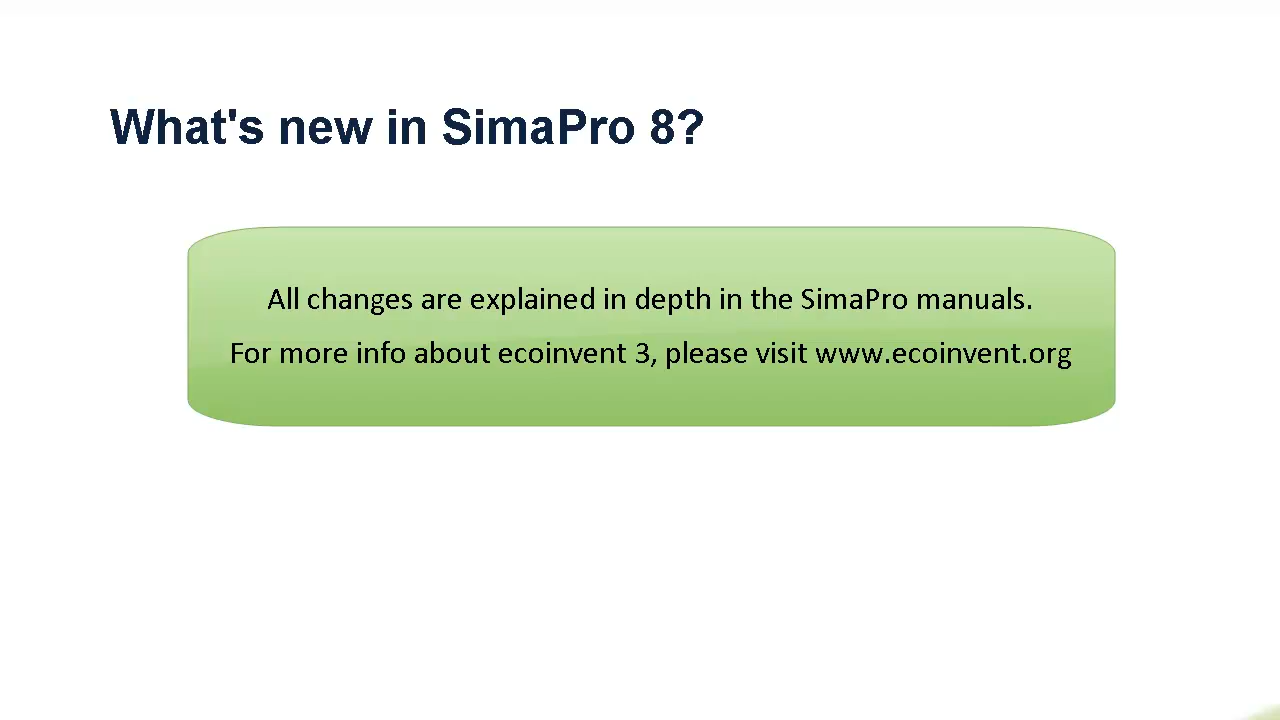 What's new in SimaPro 8?
All changes are explained in depth in the SimaPro manuals.
For more info about ecoinvent 3, please visit www.ecoinvent.org